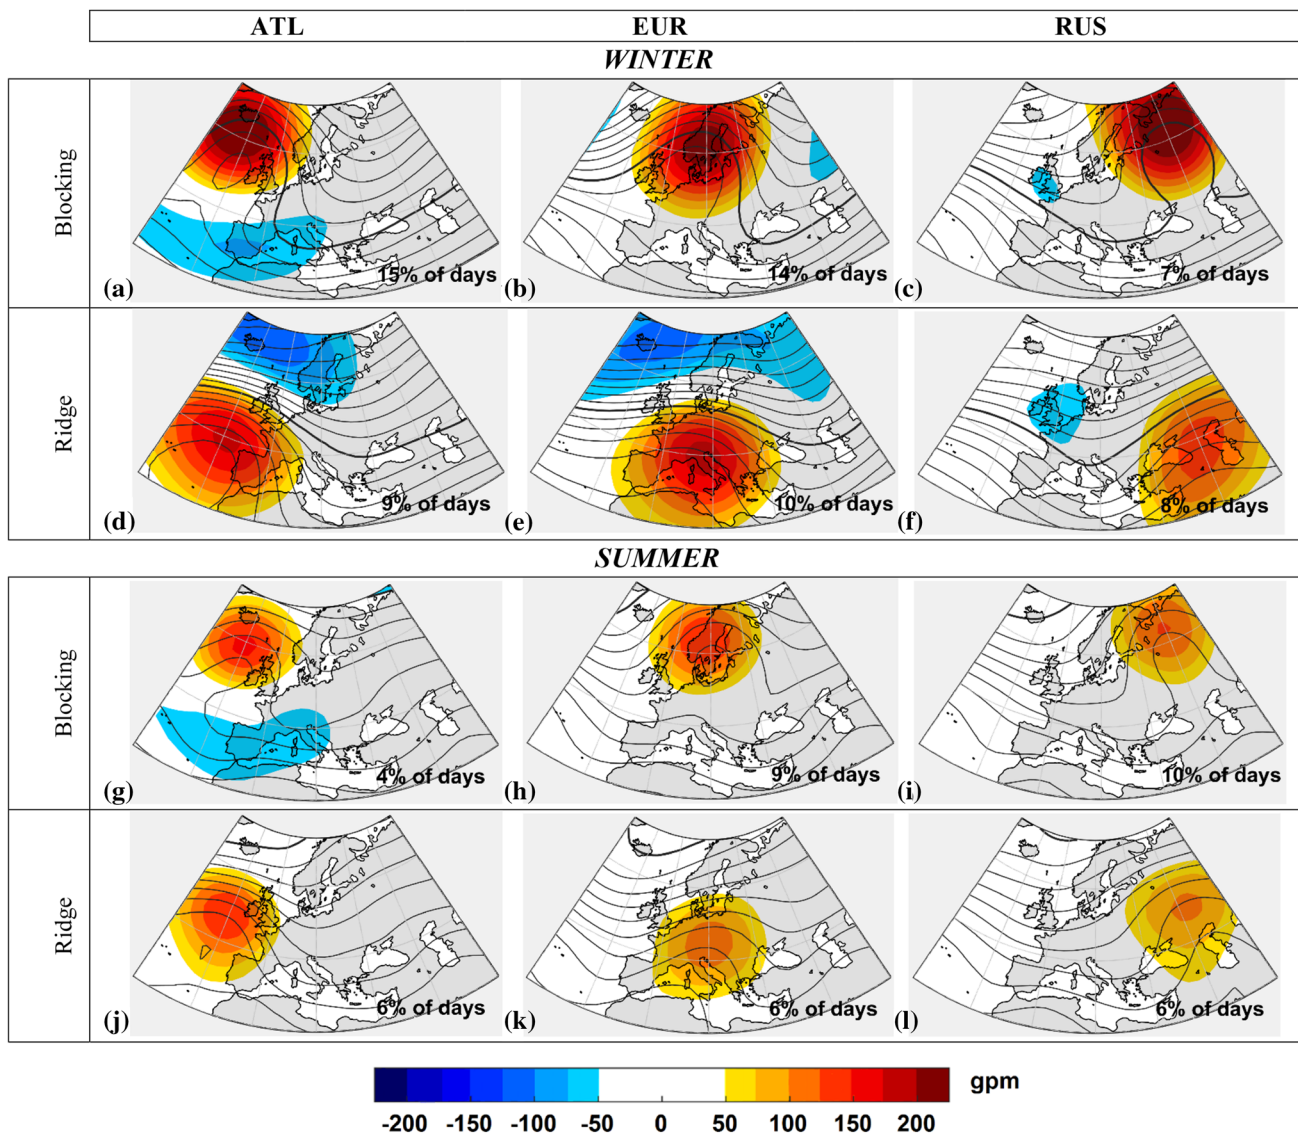 ATL EUR RUS
WINTER
Blocking
(a) 15% of days (b) 14% of days (c) 7% of days
Ridge
(d) 9% of days (e) 10% of days (f) 8% of days
SUMMER
Blocking
(g) 4% of days (h) 9% of days (i) 10% of days
Ridge
(j) 6% of days (k) 6% of days (l) 6% of days
gpm
-200 -150 -100 -50 0 50 100 150 200